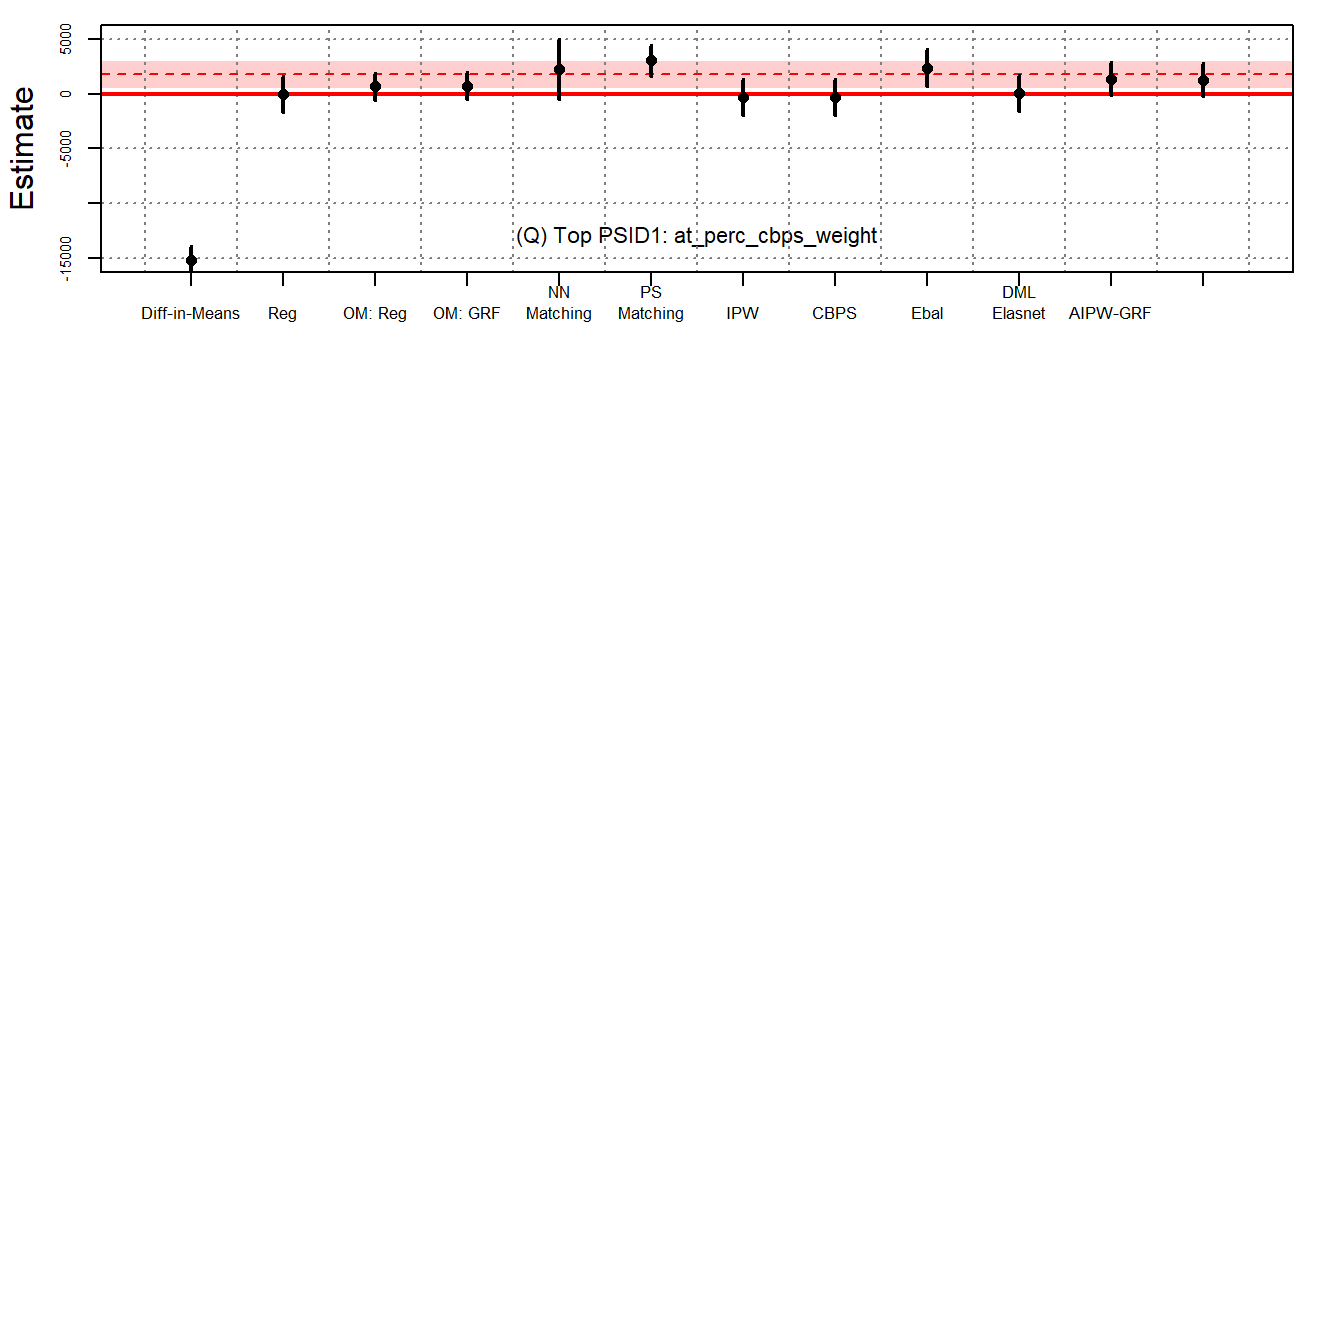 Estimate
5000
0
-5000
-15000
(Q) Top PSID1: at_perc_cbps_weight
Diff-in-Means
Reg
OM: Reg
OM: GRF
NN
Matching
PS
Matching
IPW
CBPS
Ebal
DML
Elasnet
AIPW-GRF